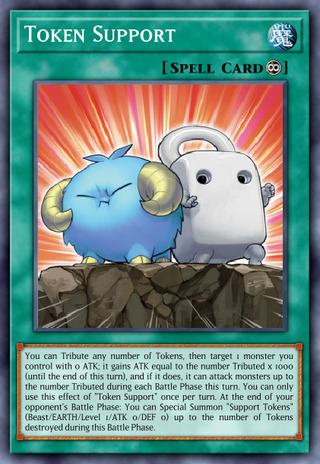 Token Support
[Spell Card]
You can Tribute any number of Tokens, then target 1 monster you
control with 0 ATK; it gains ATK equal to the number Tributed x 1000
(until the end of this turn), and if it does, it can attack monsters up to
the number Tributed during each Battle Phase this turn. You can only
use this effect of "Token Support" once per turn. At the end of your
opponent's Battle Phase: You can Special Summon "Support Tokens"
(Beast/EARTH/Level 1/ATK 0/DEF 0) up to the number of Tokens
destroyed during this Battle Phase.